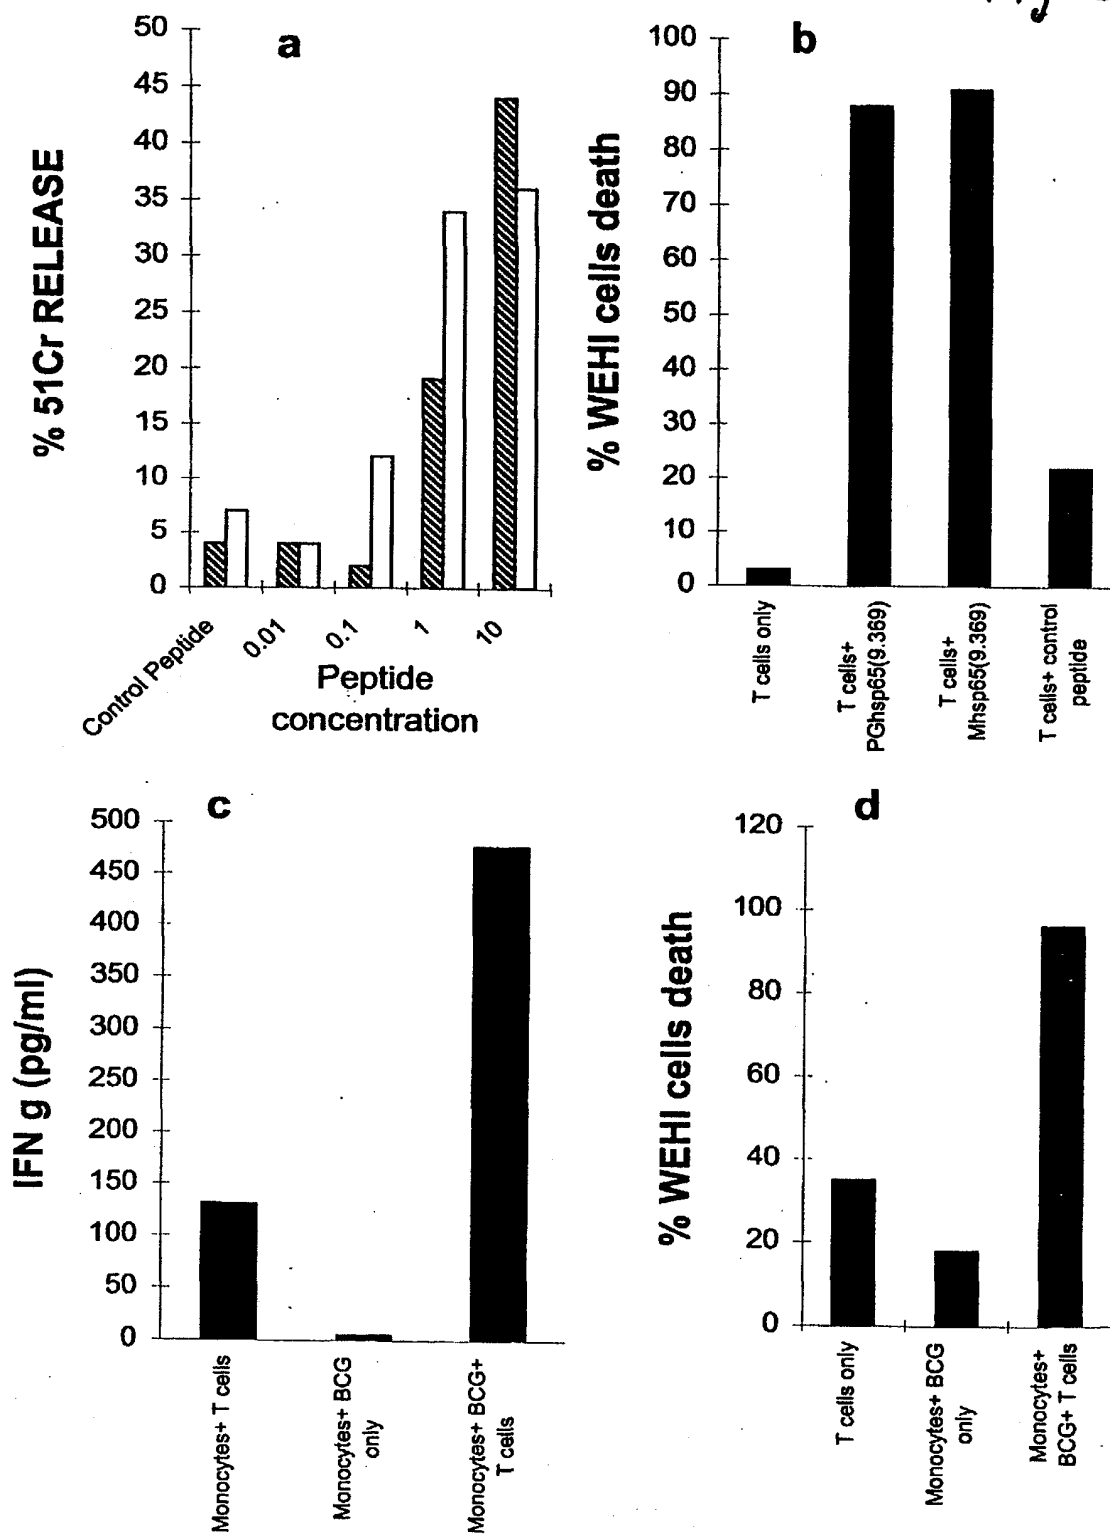 a
50
45
40
35
30
25
20
15
10
5
0
% 51Cr RELEASE
Control Peptide
0.01
0.1
1
10
Peptide
concentration
b
100
90
80
70
60
50
40
30
20
10
0
% WEHI cells death
T cells only
T cells+
PGhsp65(9.369)
T cells+
Mhsp65(9.369)
T cells+ control
peptide
c
500
450
400
350
300
250
200
150
100
50
0
IFN g (pg/ml)
Monocytes+ T cells
Monocytes+ BCG
only
Monocytes+ BCG+
T cells
d
120
100
80
60
40
20
0
% WEHI cells death
T cells only
Monocytes+ BCG
only
Monocytes+
BCG+ T cells